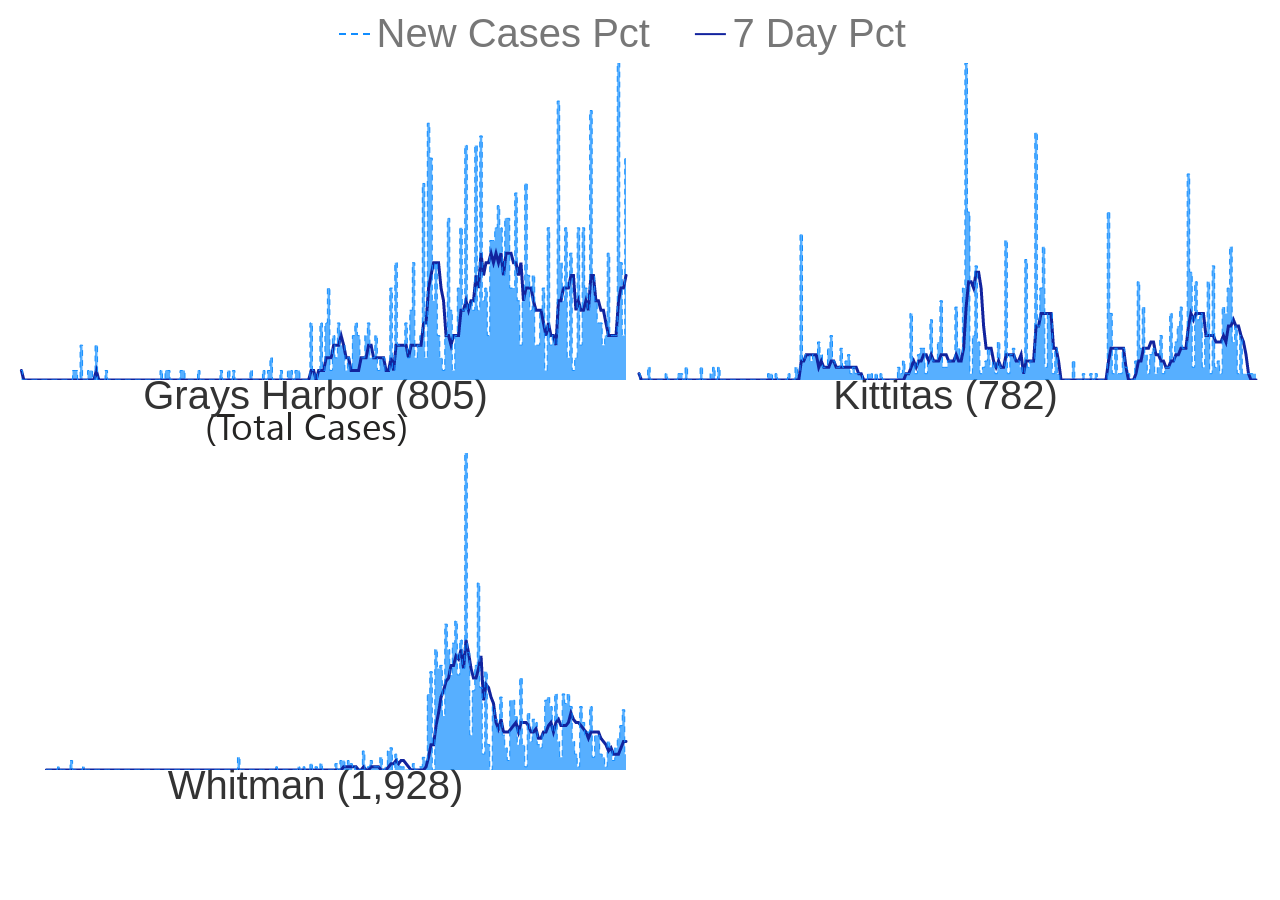 New Cases Pct 7 Day Pct
Grays Harbor (805)
(Total Cases)
Kittitas (782)
Whitman (1,928)